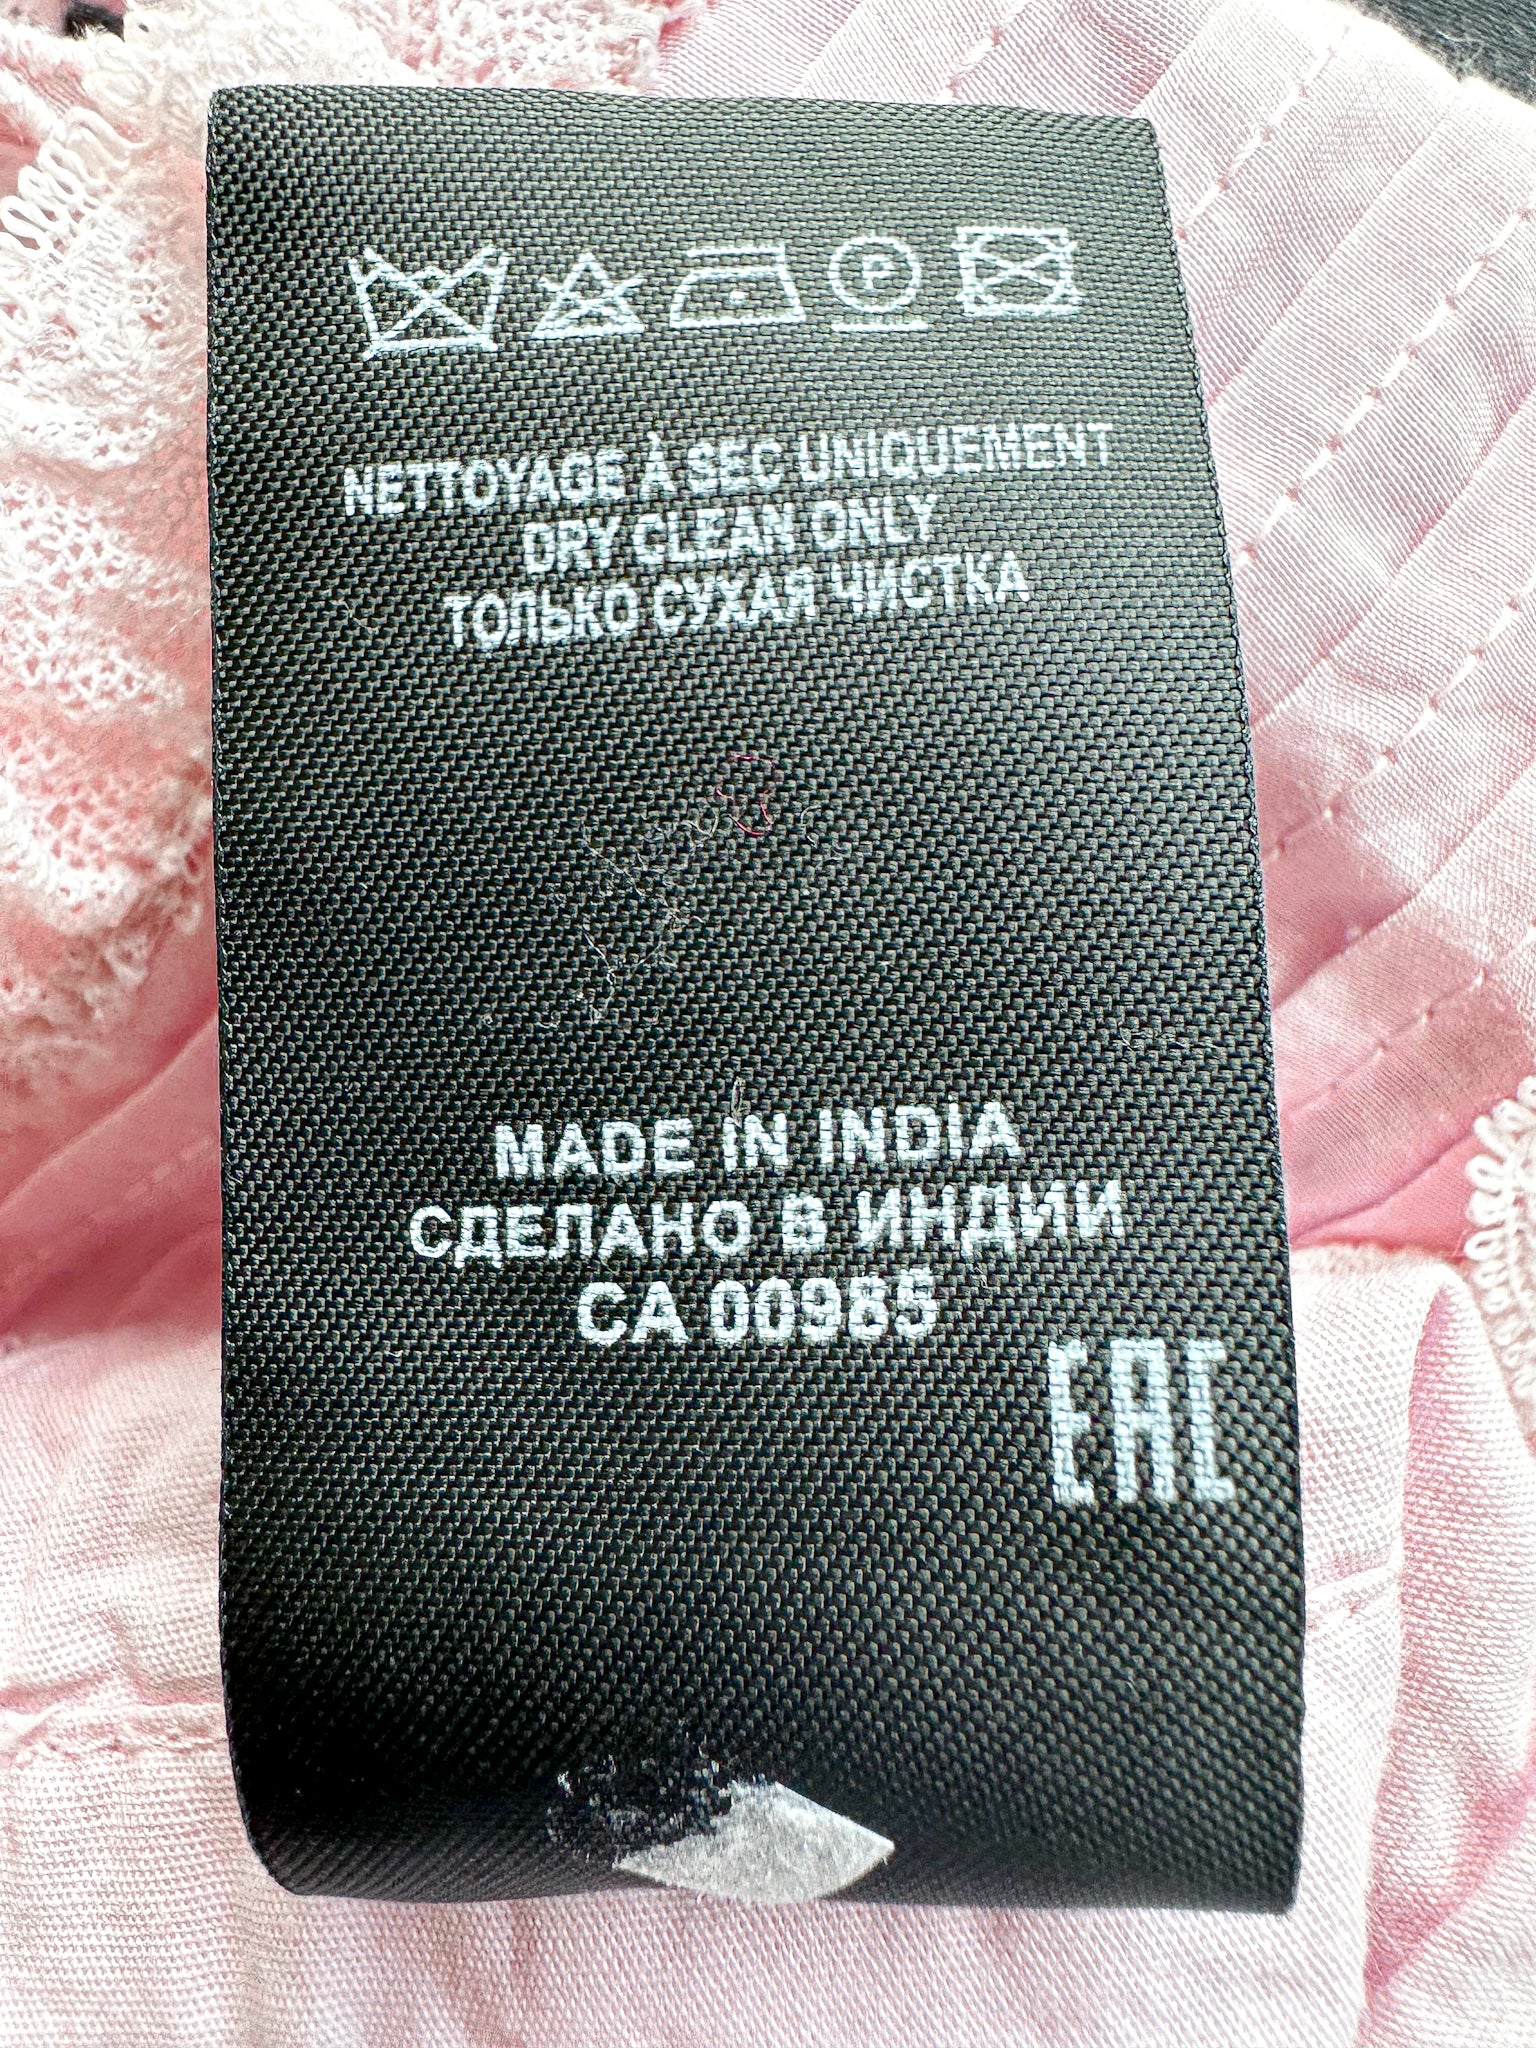 P
NETTOYAGE À SEC UNIQUEMENT
DRY CLEAN ONLY
ТОЛЬКО СУХАЯ ЧИСТКА
MADE IN INDIA
СДЕЛАНО В ИНДИИ
CA 00985
EAC